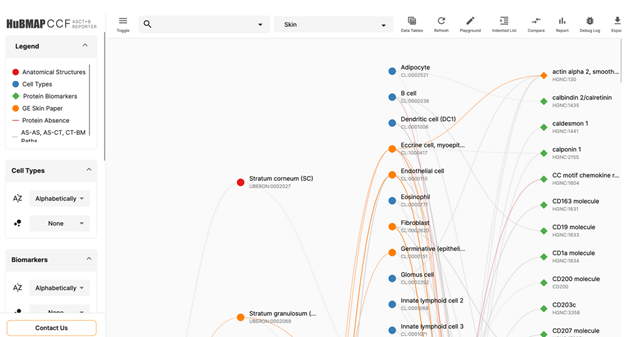 HuBMAP CCF ASCT+B REPORTER
Toggle
Skin
Data Tables
Refresh
Playground
Indented List
Compare
Report
Debug Log
Legend
Anatomical Structures
Cell Types
Protein Biomarkers
GE Skin Paper
Protein Absence
AS-AS, AS-CT, CT-BM
Paths
Cell Types
Alphabetically
None
Biomarkers
Alphabetically
None
Contact Us
Stratum corneum (SC)
UBERON:0002027
Stratum granulosum (...
UBERON:0002069
Adipocyte
CL:0002521
B cell
CL:0000236
Dendritic cell (DC1)
CL:0001006
Eccrine cell, myoepit...
CL:1000417
Endothelial cell
CL:0000115
Eosinophil
CL:0000771
Fibroblast
CL:0002620
Germinative (epitheli...
CL:0000151
Glomus cell
Innate lymphoid cell 2
CL:0001069
Innate lymphoid cell 3
CL:0001071
actin alpha 2, smooth...
HGNC:130
calbindin 2/calretinin
HGNC:1435
caldesmon 1
HGNC:1441
calponin 1
HGNC:2155
CC motif chemokine r...
HGNC:1604
CD163 molecule
HGNC:1631
CD19 molecule
HGNC:1633
CD1a molecule
HGNC:1634
CD200 molecule
CD200
CD203c
HGNC:3358
CD207 molecule